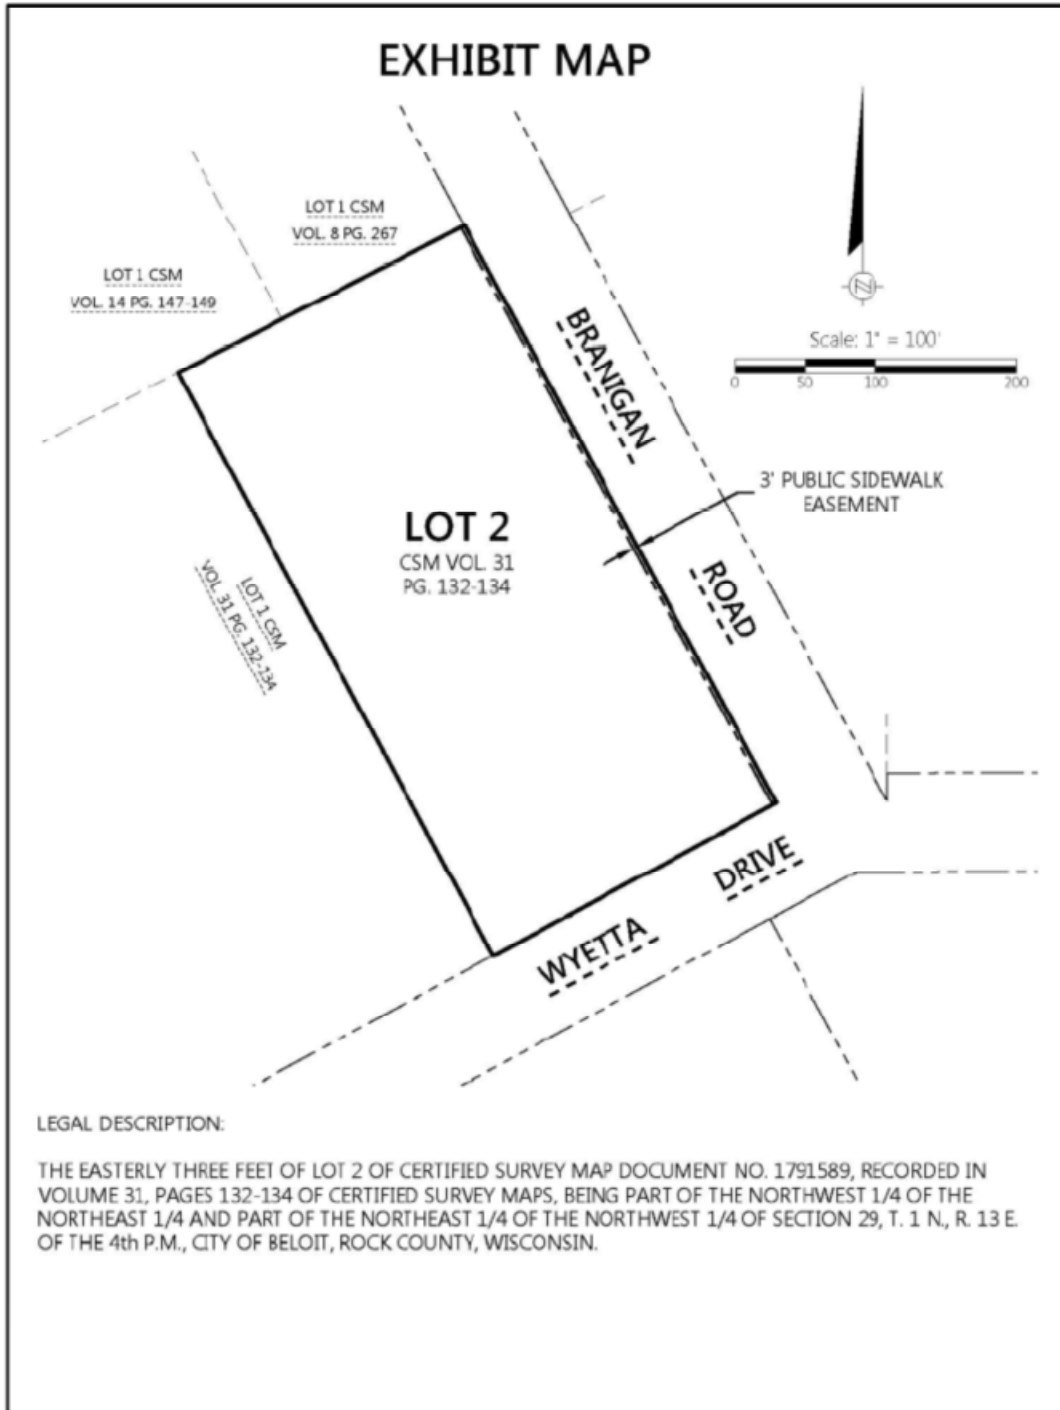 EXHIBIT MAP
LOT 1 CSM
VOL. 8 PG. 267
LOT 1 CSM
VOL. 14 PG. 147-149
N
Scale: 1" = 100'
0 50 100 200
BRANIGAN
3' PUBLIC SIDEWALK
EASEMENT
LOT 2
CSM VOL. 31
PG. 132-134
ROAD
LOT 1 CSM
VOL. 31 PG. 132-134
DRIVE
WYETTA
LEGAL DESCRIPTION:
THE EASTERLY THREE FEET OF LOT 2 OF CERTIFIED SURVEY MAP DOCUMENT NO. 1791589, RECORDED IN
VOLUME 31, PAGES 132-134 OF CERTIFIED SURVEY MAPS, BEING PART OF THE NORTHWEST 1/4 OF THE
NORTHEAST 1/4 AND PART OF THE NORTHEAST 1/4 OF THE NORTHWEST 1/4 OF SECTION 29, T. 1 N., R. 13 E.
OF THE 4th P.M., CITY OF BELOIT, ROCK COUNTY, WISCONSIN.